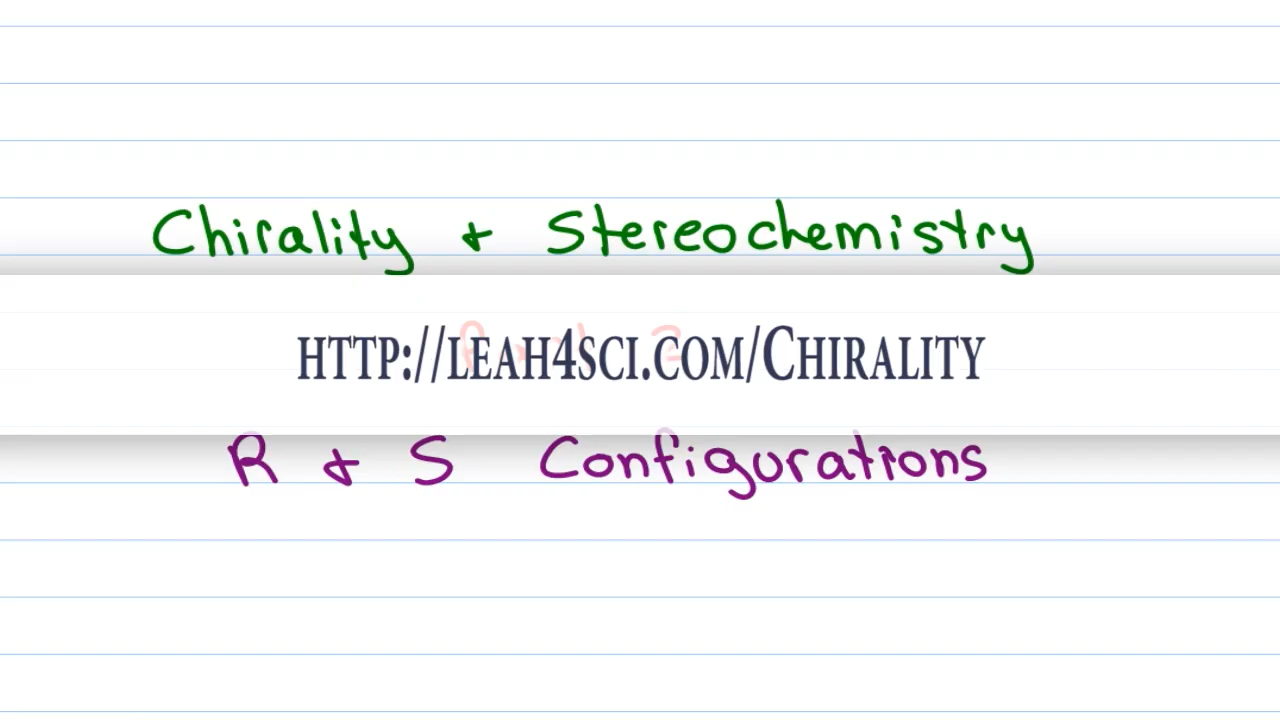 Chirality + Stereochemistry
http://leah4sci.com/Chirality
R + S Configurations